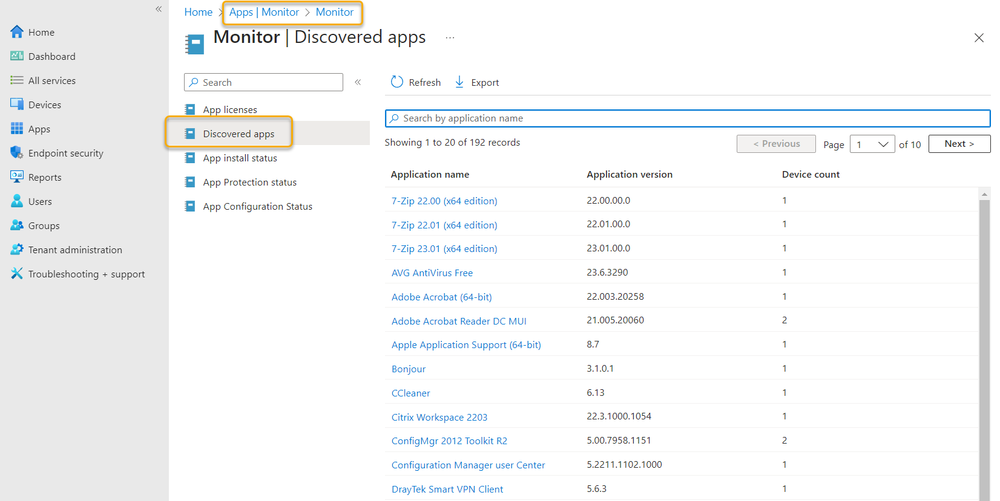 Home
Dashboard
All services
Devices
Apps
Endpoint security
Reports
Users
Groups
Tenant administration
Troubleshooting + support
Home > Apps | Monitor > Monitor
Monitor | Discovered apps ...
Search
App licenses
Discovered apps
App install status
App Protection status
App Configuration Status
Refresh Export
Search by application name
Showing 1 to 20 of 192 records
< Previous Page 1 of 10 Next >
Application name Application version Device count
7-Zip 22.00 (x64 edition) 22.00.00.0 1
7-Zip 22.01 (x64 edition) 22.01.00.0 1
7-Zip 23.01 (x64 edition) 23.01.00.0 1
AVG AntiVirus Free 23.6.3290 1
Adobe Acrobat (64-bit) 22.003.20258 1
Adobe Acrobat Reader DC MUI 21.005.20060 2
Apple Application Support (64-bit) 8.7 1
Bonjour 3.1.0.1 1
CCleaner 6.13 1
Citrix Workspace 2203 22.3.1000.1054 1
ConfigMgr 2012 Toolkit R2 5.00.7958.1151 2
Configuration Manager user Center 5.2211.1102.1000 1
DrayTek Smart VPN Client 5.6.3 1